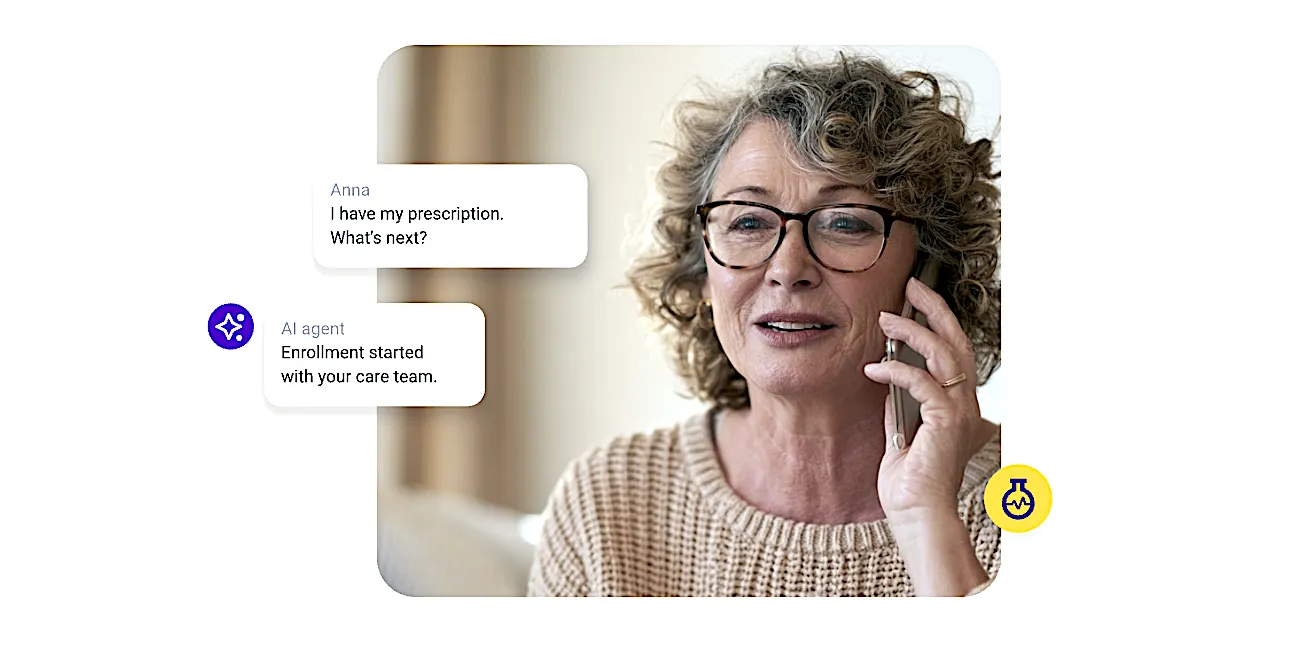 Anna
I have my prescription.
What's next?
AI agent
Enrollment started
with your care team.